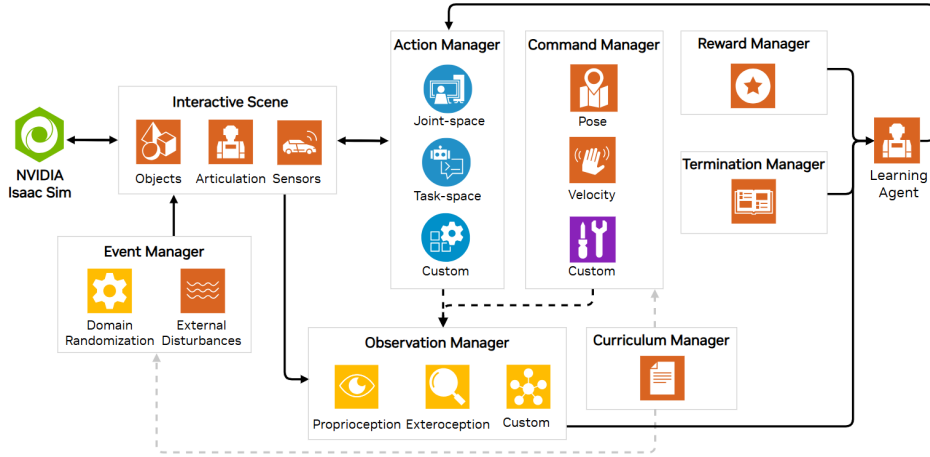 Action Manager
Joint-space
Task-space
Custom
Command Manager
Pose
Velocity
Custom
Reward Manager
Termination Manager
Learning
Agent
Interactive Scene
Objects
Articulation
Sensors
NVIDIA
Isaac Sim
Event Manager
Domain
Randomization
External
Disturbances
Observation Manager
Proprioception
Exteroception
Custom
Curriculum Manager